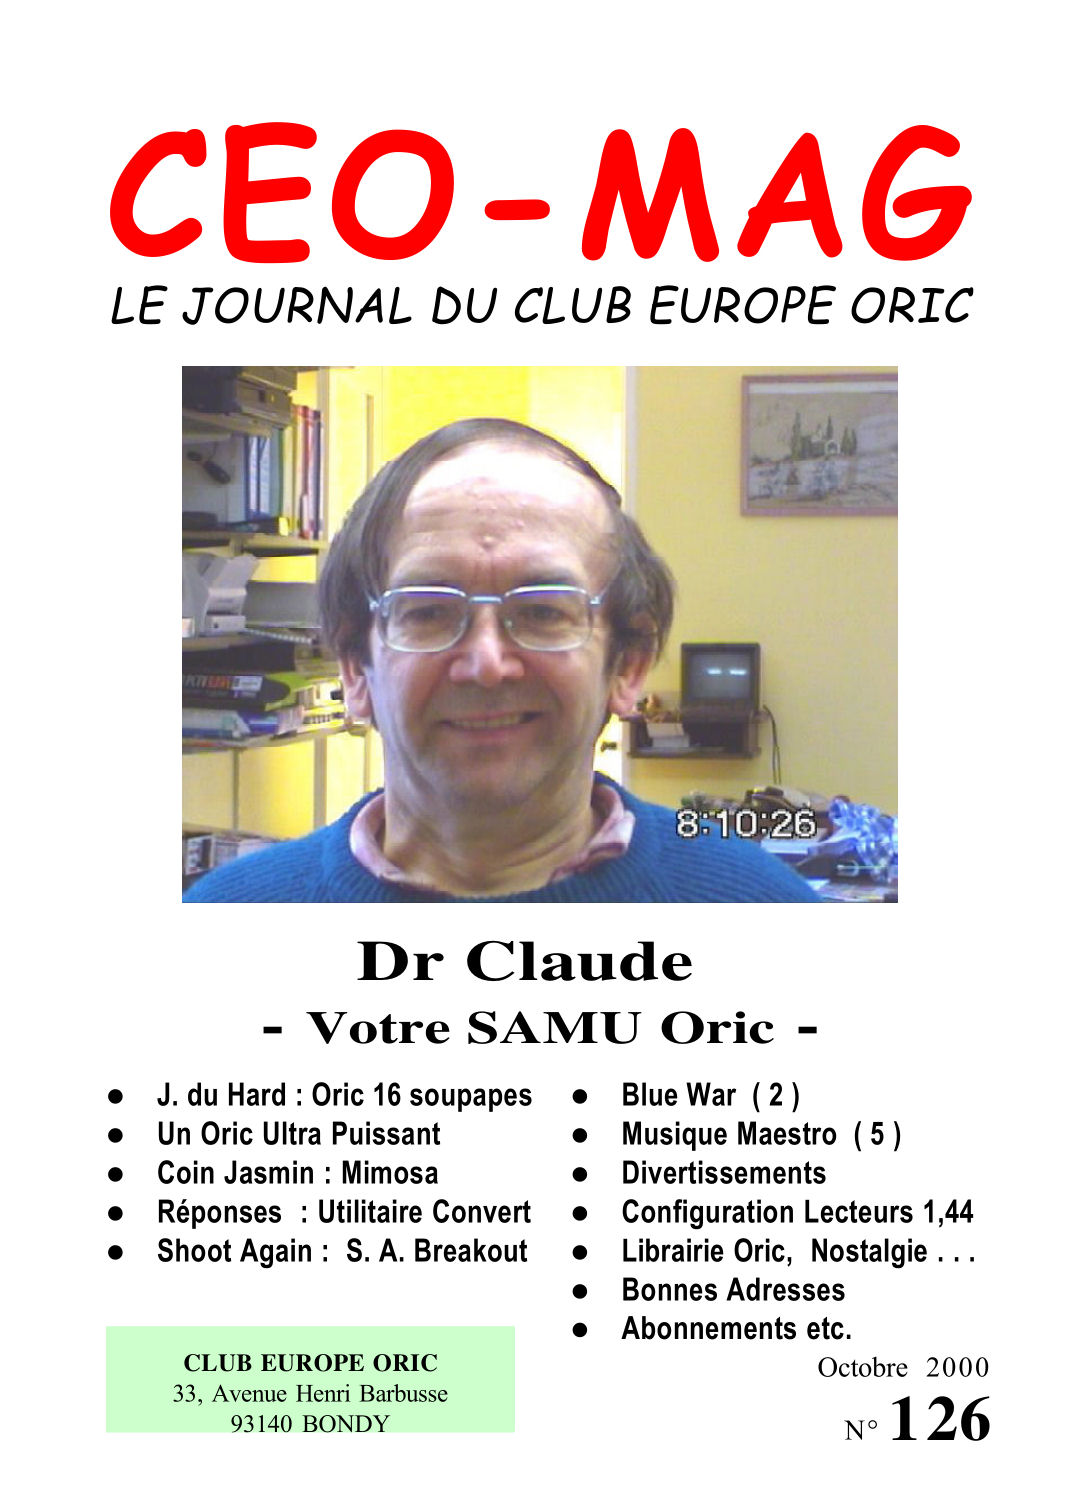 CEO-MAG
LE JOURNAL DU CLUB EUROPE ORIC
8:10:26
Dr Claude
- Votre SAMU Oric -
● J. du Hard : Oric 16 soupapes
● Un Oric Ultra Puissant
● Coin Jasmin : Mimosa
● Réponses : Utilitaire Convert
● Shoot Again : S. A. Breakout
● Blue War ( 2 )
● Musique Maestro ( 5 )
● Divertissements
● Configuration Lecteurs 1,44
● Librairie Oric, Nostalgie . . .
● Bonnes Adresses
● Abonnements etc.
CLUB EUROPE ORIC
33, Avenue Henri Barbusse
93140 BONDY
Octobre 2000
N° 126